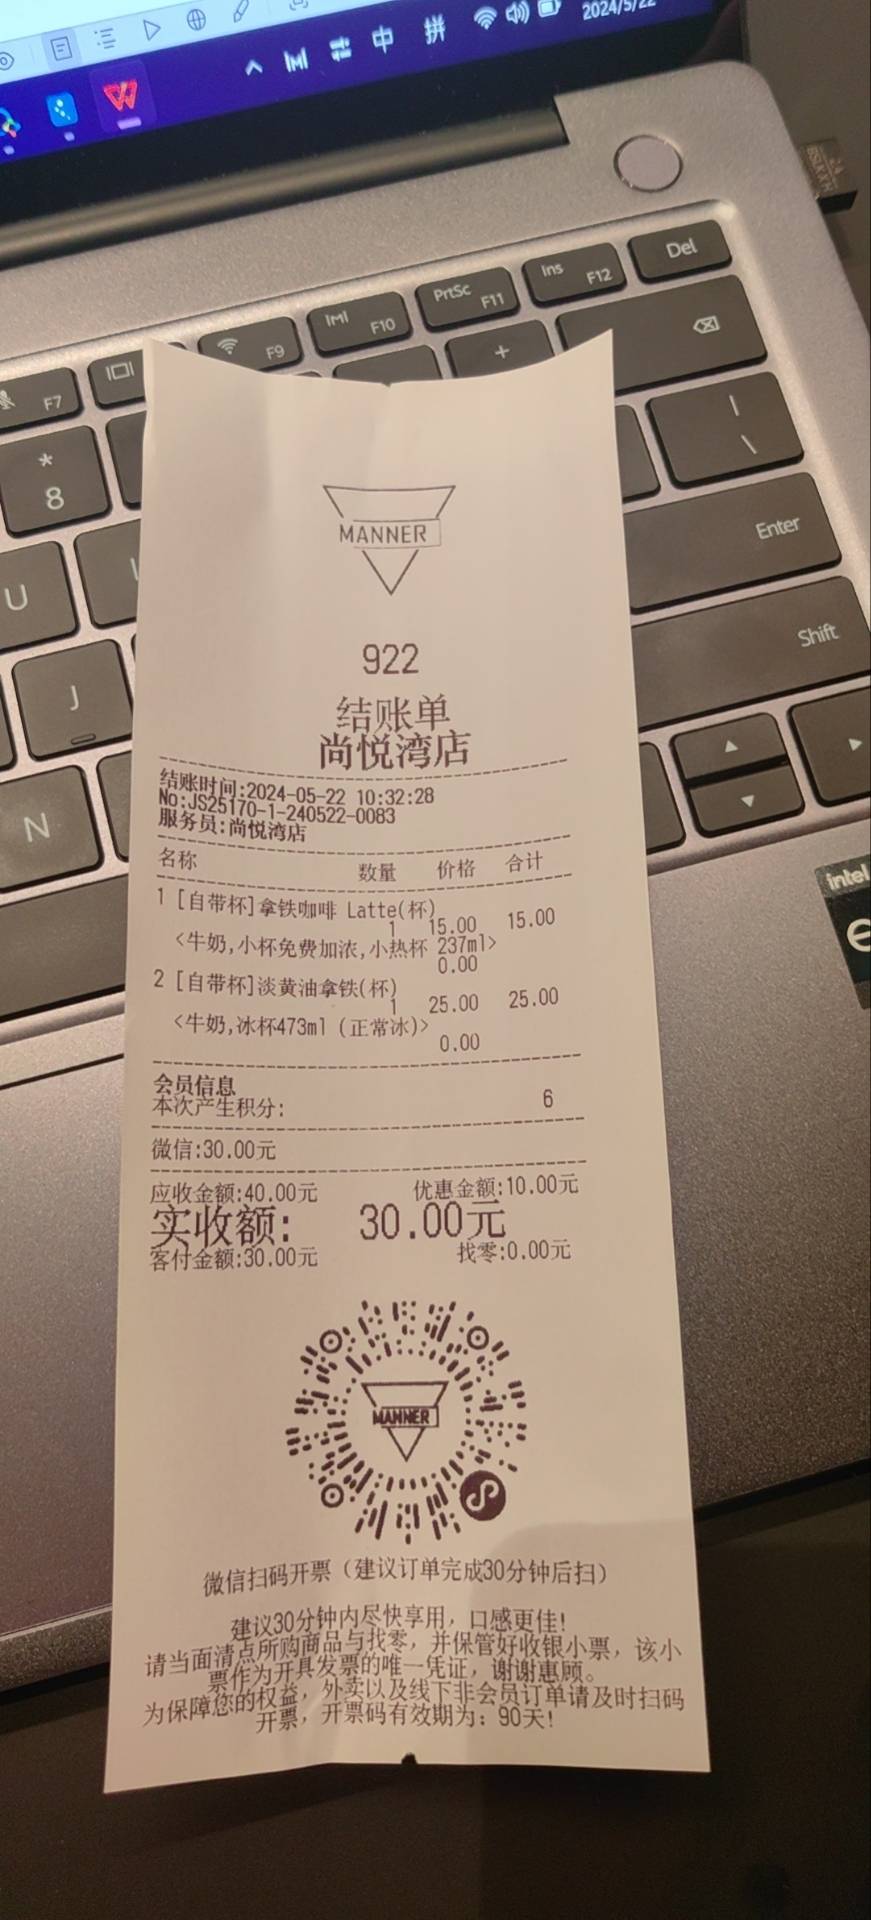 2024/5/22
中 拼
Del
Ins F12
PrtSc F11
F10
F9
F7
+
*
8
|
\
Enter
U
Shift
J
N
intel
e
MANNER
922
结账单
尚悦湾店
结账时间:2024-05-22 10:32:28
No:JS25170-1-240522-0083
服务员:尚悦湾店
名称 数量 价格 合计
1 [自带杯]拿铁咖啡 Latte(杯)
1 15.00 15.00
<牛奶,小杯免费加浓,小热杯 237ml>
0.00
2 [自带杯]淡黄油拿铁(杯)
1 25.00 25.00
<牛奶,冰杯473ml (正常冰)>
0.00
会员信息
本次产生积分: 6
微信:30.00元
应收金额:40.00元 优惠金额:10.00元
实收额: 30.00元
客付金额:30.00元 找零:0.00元
MANNER
微信扫码开票（建议订单完成30分钟后扫）
建议30分钟内尽快享用，口感更佳!
请当面清点所购商品与找零，并保管好收银小票，该小
票作为开具发票的唯一凭证，谢谢惠顾。
为保障您的权益，外卖以及线下非会员订单请及时扫码
开票，开票码有效期为：90天!